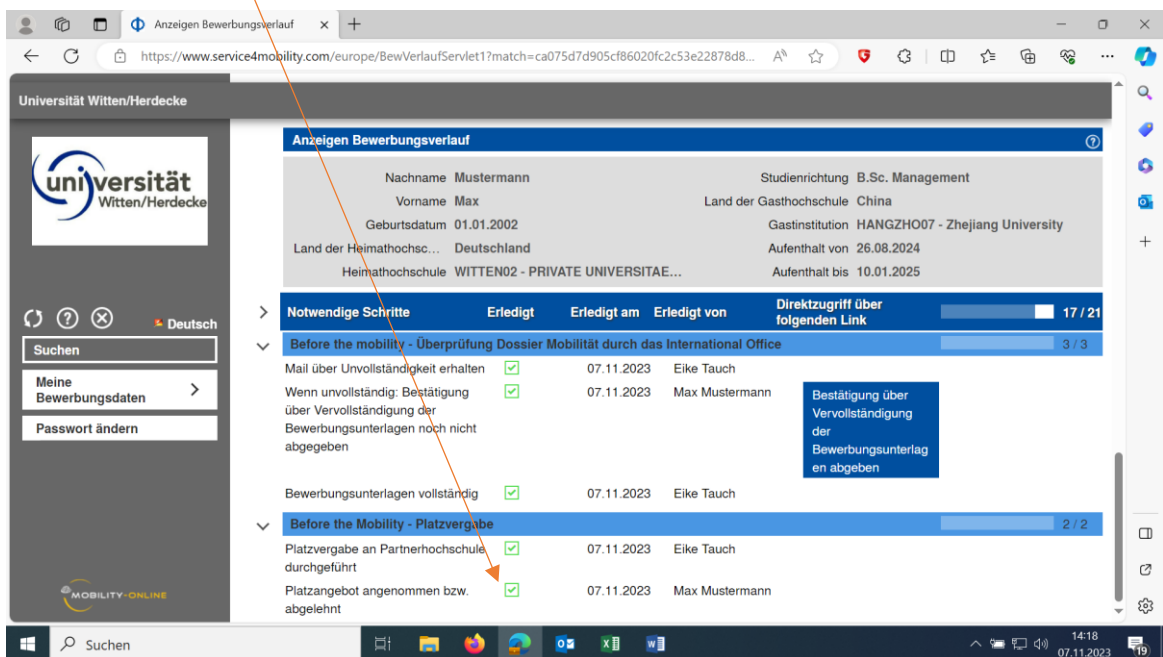 Anzeigen Bewerbungsverlauf
https://www.service4mobility.com/europe/BewVerlaufServlet1?match=ca075d7d905cf86020fc2c53e22878d8...
Universität Witten/Herdecke
universität
Witten/Herdecke
Deutsch
Suchen
Meine
Bewerbungsdaten
Passwort ändern
MOBILITY-ONLINE
Anzeigen Bewerbungsverlauf
Nachname Mustermann Studienrichtung B.Sc. Management
Vorname Max Land der Gasthochschule China
Geburtsdatum 01.01.2002 Gastinstitution HANGZHO07 - Zhejiang University
Land der Heimathochsc... Deutschland Aufenthalt von 26.08.2024
Heimathochschule WITTEN02 - PRIVATE UNIVERSITAE... Aufenthalt bis 10.01.2025
Notwendige Schritte Erledigt Erledigt am Erledigt von Direktzugriff über
folgenden Link 17 / 21
Before the mobility - Überprüfung Dossier Mobilität durch das International Office 3 / 3
Mail über Unvollständigkeit erhalten 07.11.2023 Eike Tauch
Wenn unvollständig: Bestätigung 07.11.2023 Max Mustermann
über Vervollständigung der
Bewerbungsunterlagen noch nicht
abgegeben
Bestätigung über
Vervollständigung
der
Bewerbungsunterlag
en abgeben
Bewerbungsunterlagen vollständig 07.11.2023 Eike Tauch
Before the Mobility - Platzvergabe 2 / 2
Platzvergabe an Partnerhochschule 07.11.2023 Eike Tauch
durchgeführt
Platzangebot angenommen bzw. 07.11.2023 Max Mustermann
abgelehnt
Suchen
14:18
07.11.2023
19